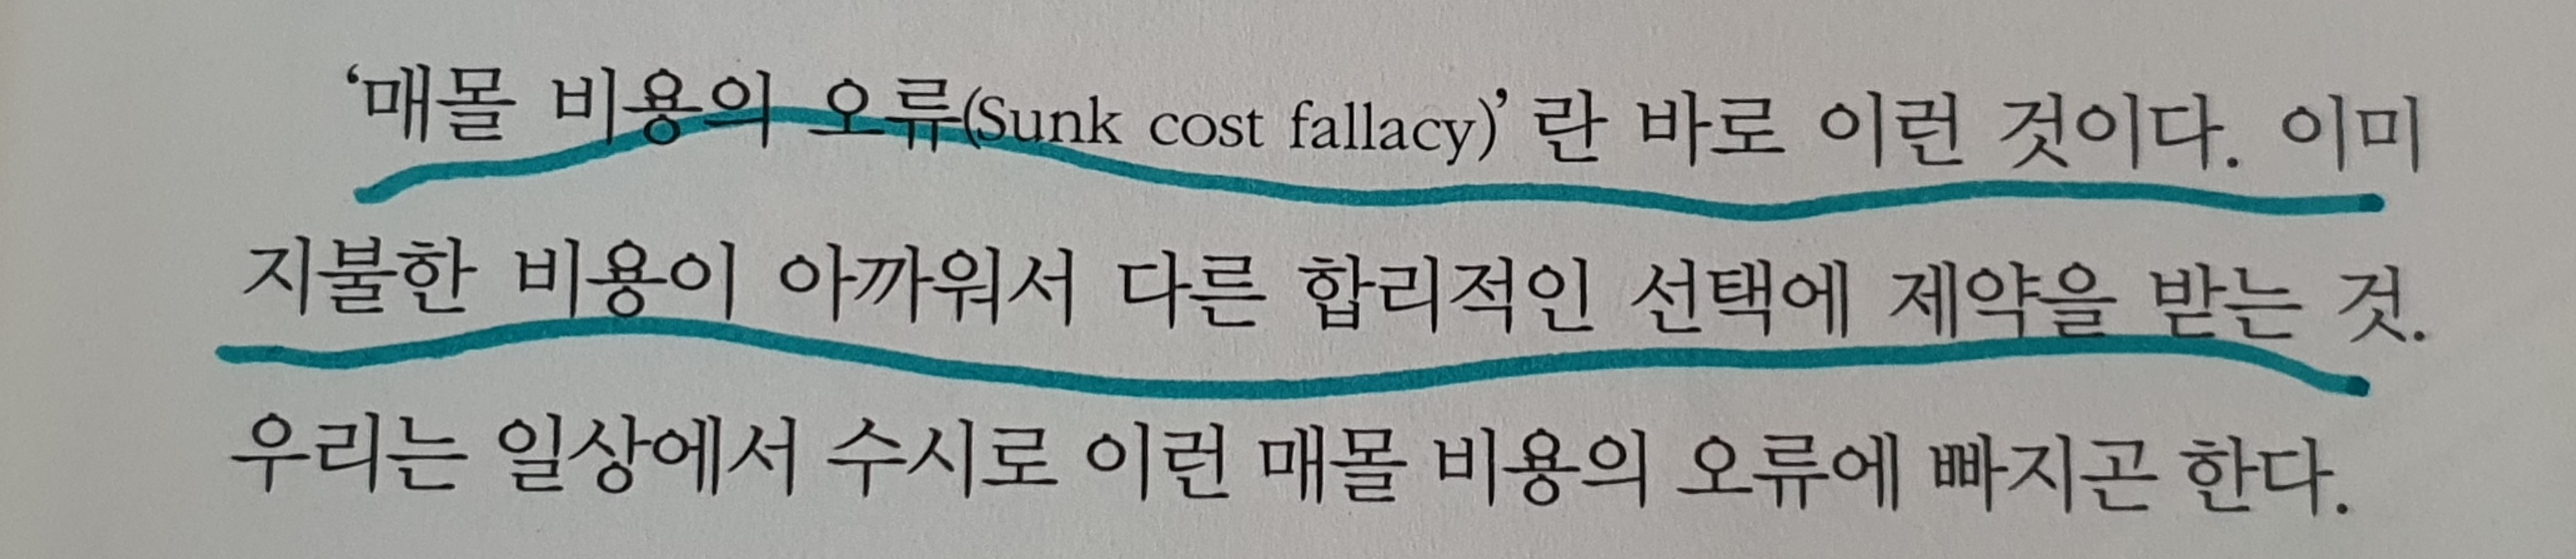 ‘매몰 비용의 오류(Sunk cost fallacy)’란 바로 이런 것이다. 이미
지불한 비용이 아까워서 다른 합리적인 선택에 제약을 받는 것.
우리는 일상에서 수시로 이런 매몰 비용의 오류에 빠지곤 한다.